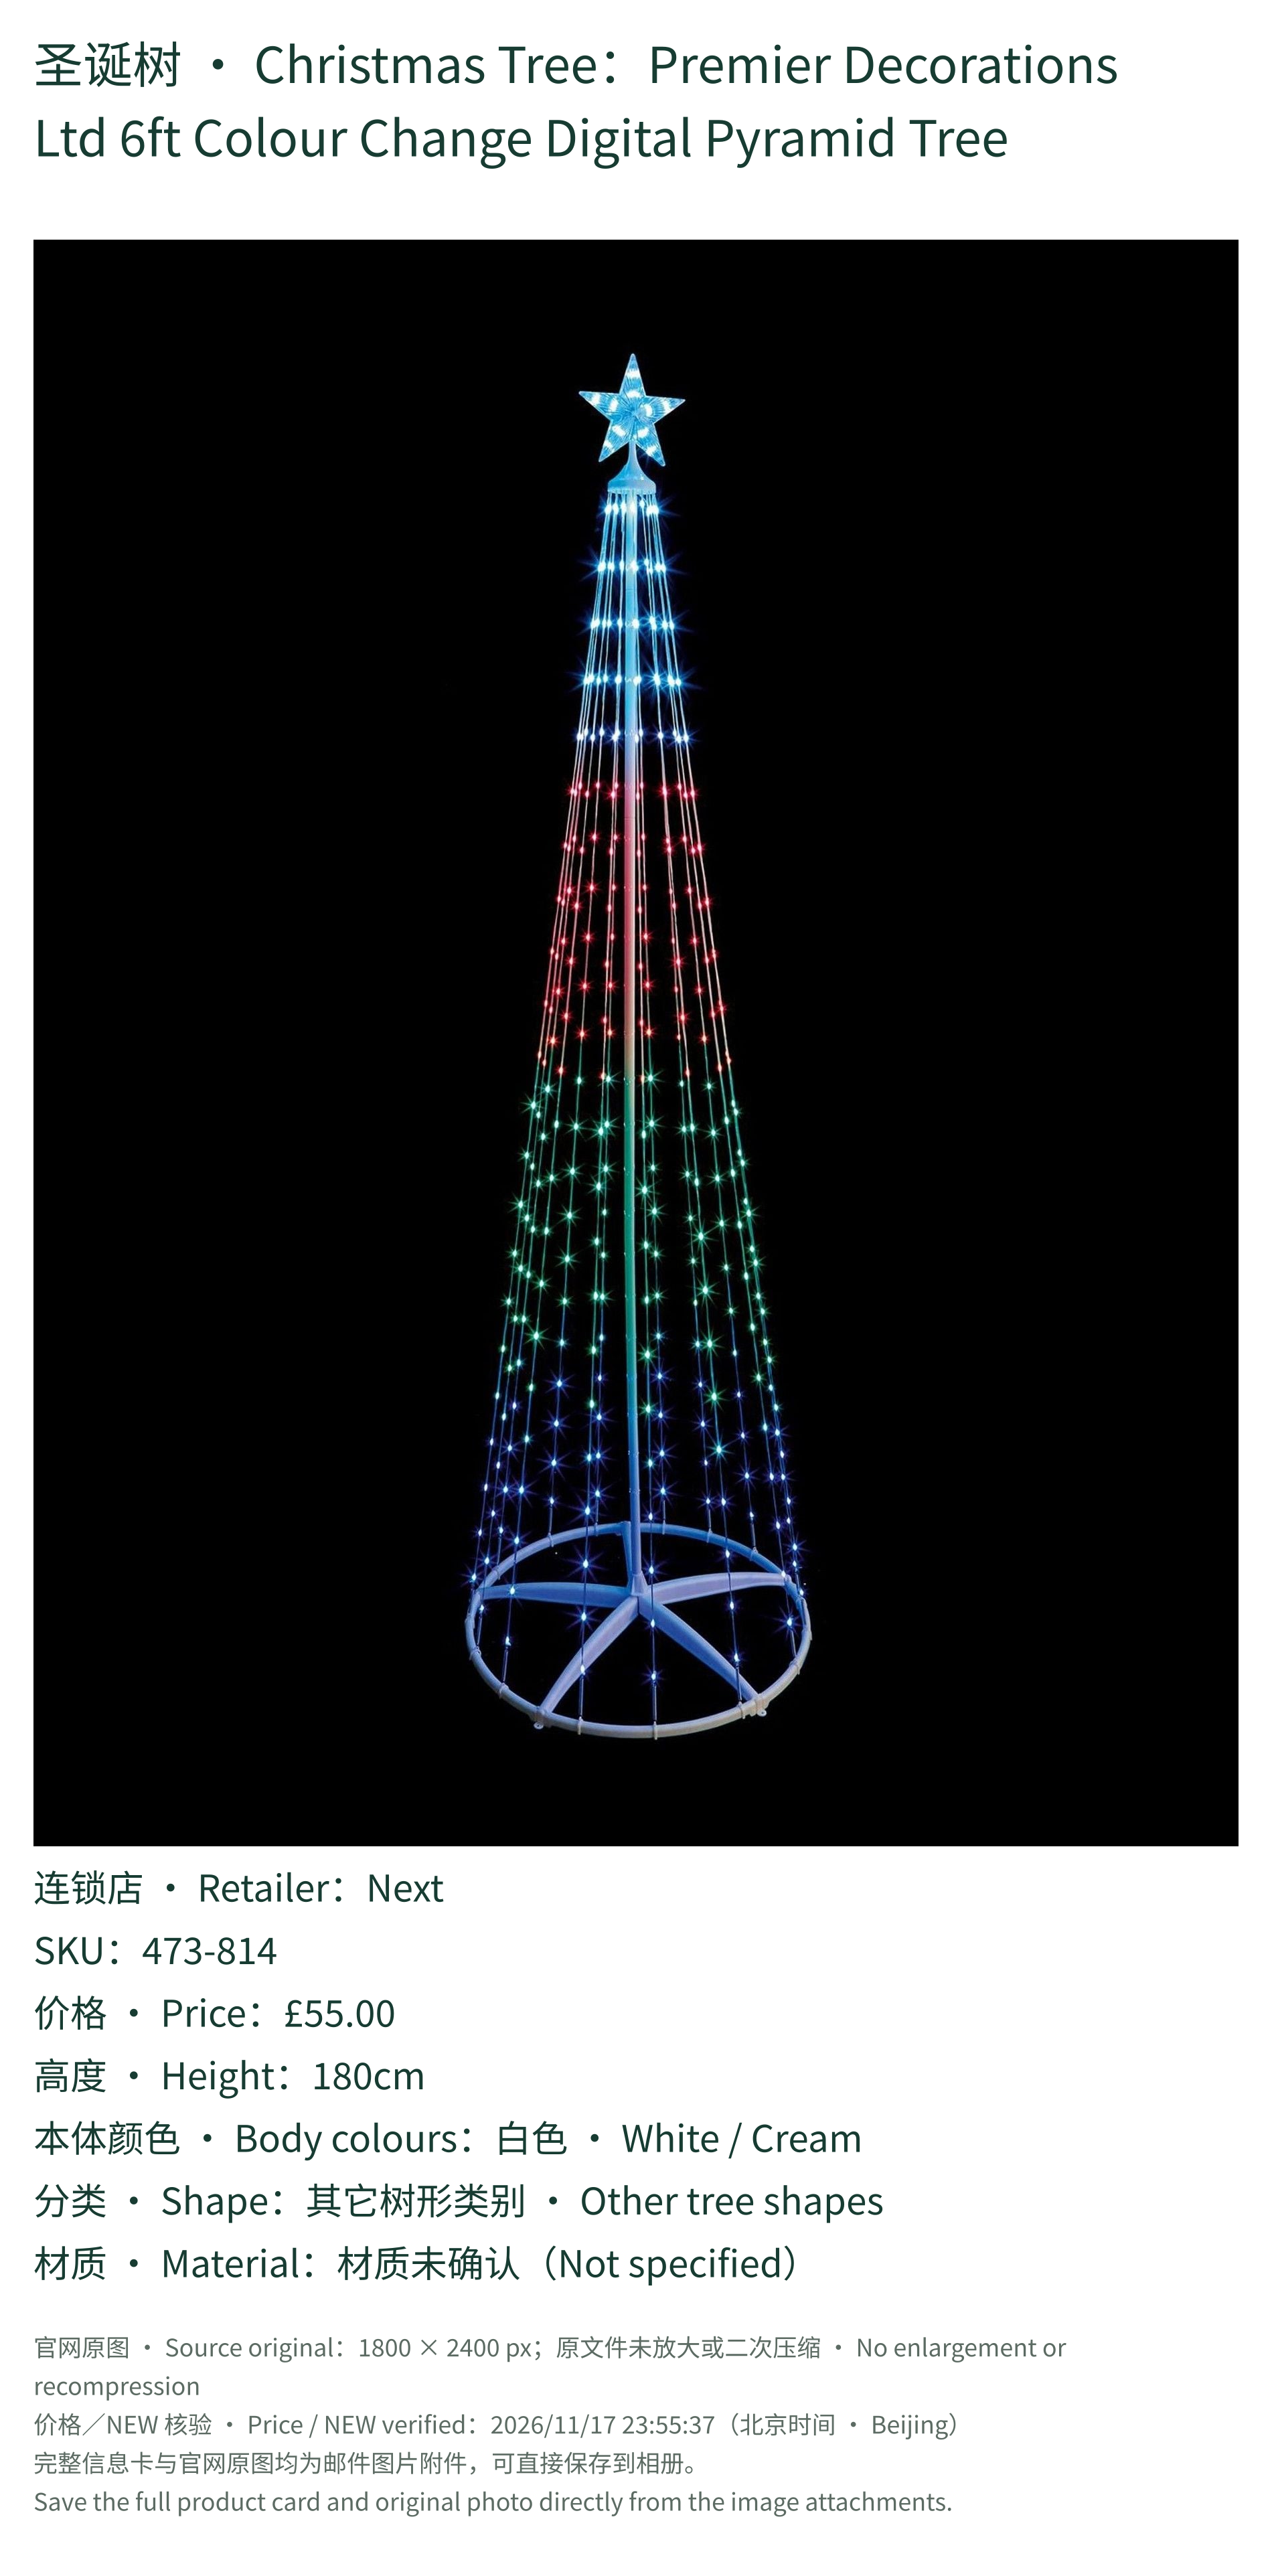 圣诞树 · Christmas Tree：Premier Decorations
Ltd 6ft Colour Change Digital Pyramid Tree
连锁店 · Retailer：Next
SKU：473-814
价格 · Price：£55.00
高度 · Height：180cm
本体颜色 · Body colours：白色 · White / Cream
分类 · Shape：其它树形类别 · Other tree shapes
材质 · Material：材质未确认（Not specified）
官网原图 · Source original：1800 × 2400 px；原文件未放大或二次压缩 · No enlargement or
recompression
价格／NEW 核验 · Price / NEW verified：2026/11/17 23:55:37（北京时间 · Beijing）
完整信息卡与官网原图均为邮件图片附件，可直接保存到相册。
Save the full product card and original photo directly from the image attachments.